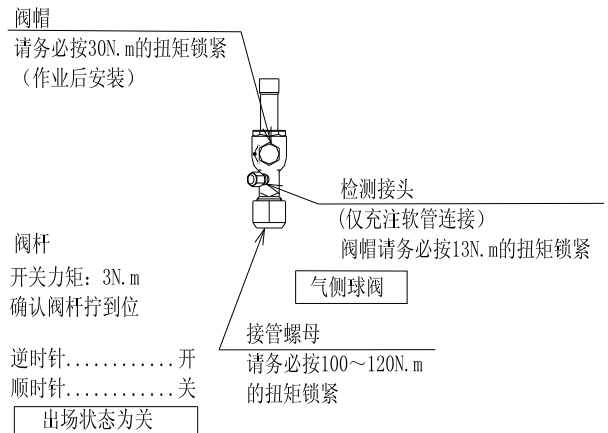 阀帽
请务必按30N.m的扭矩锁紧
（作业后安装）
检测接头
(仅充注软管连接）
阀帽请务必按13N.m的扭矩锁紧
阀杆
开关力矩：3N.m
确认阀杆拧到位
气侧球阀
接管螺母
请务必按100～120N.m
的扭矩锁紧
逆时针............开
顺时针............关
出场状态为关